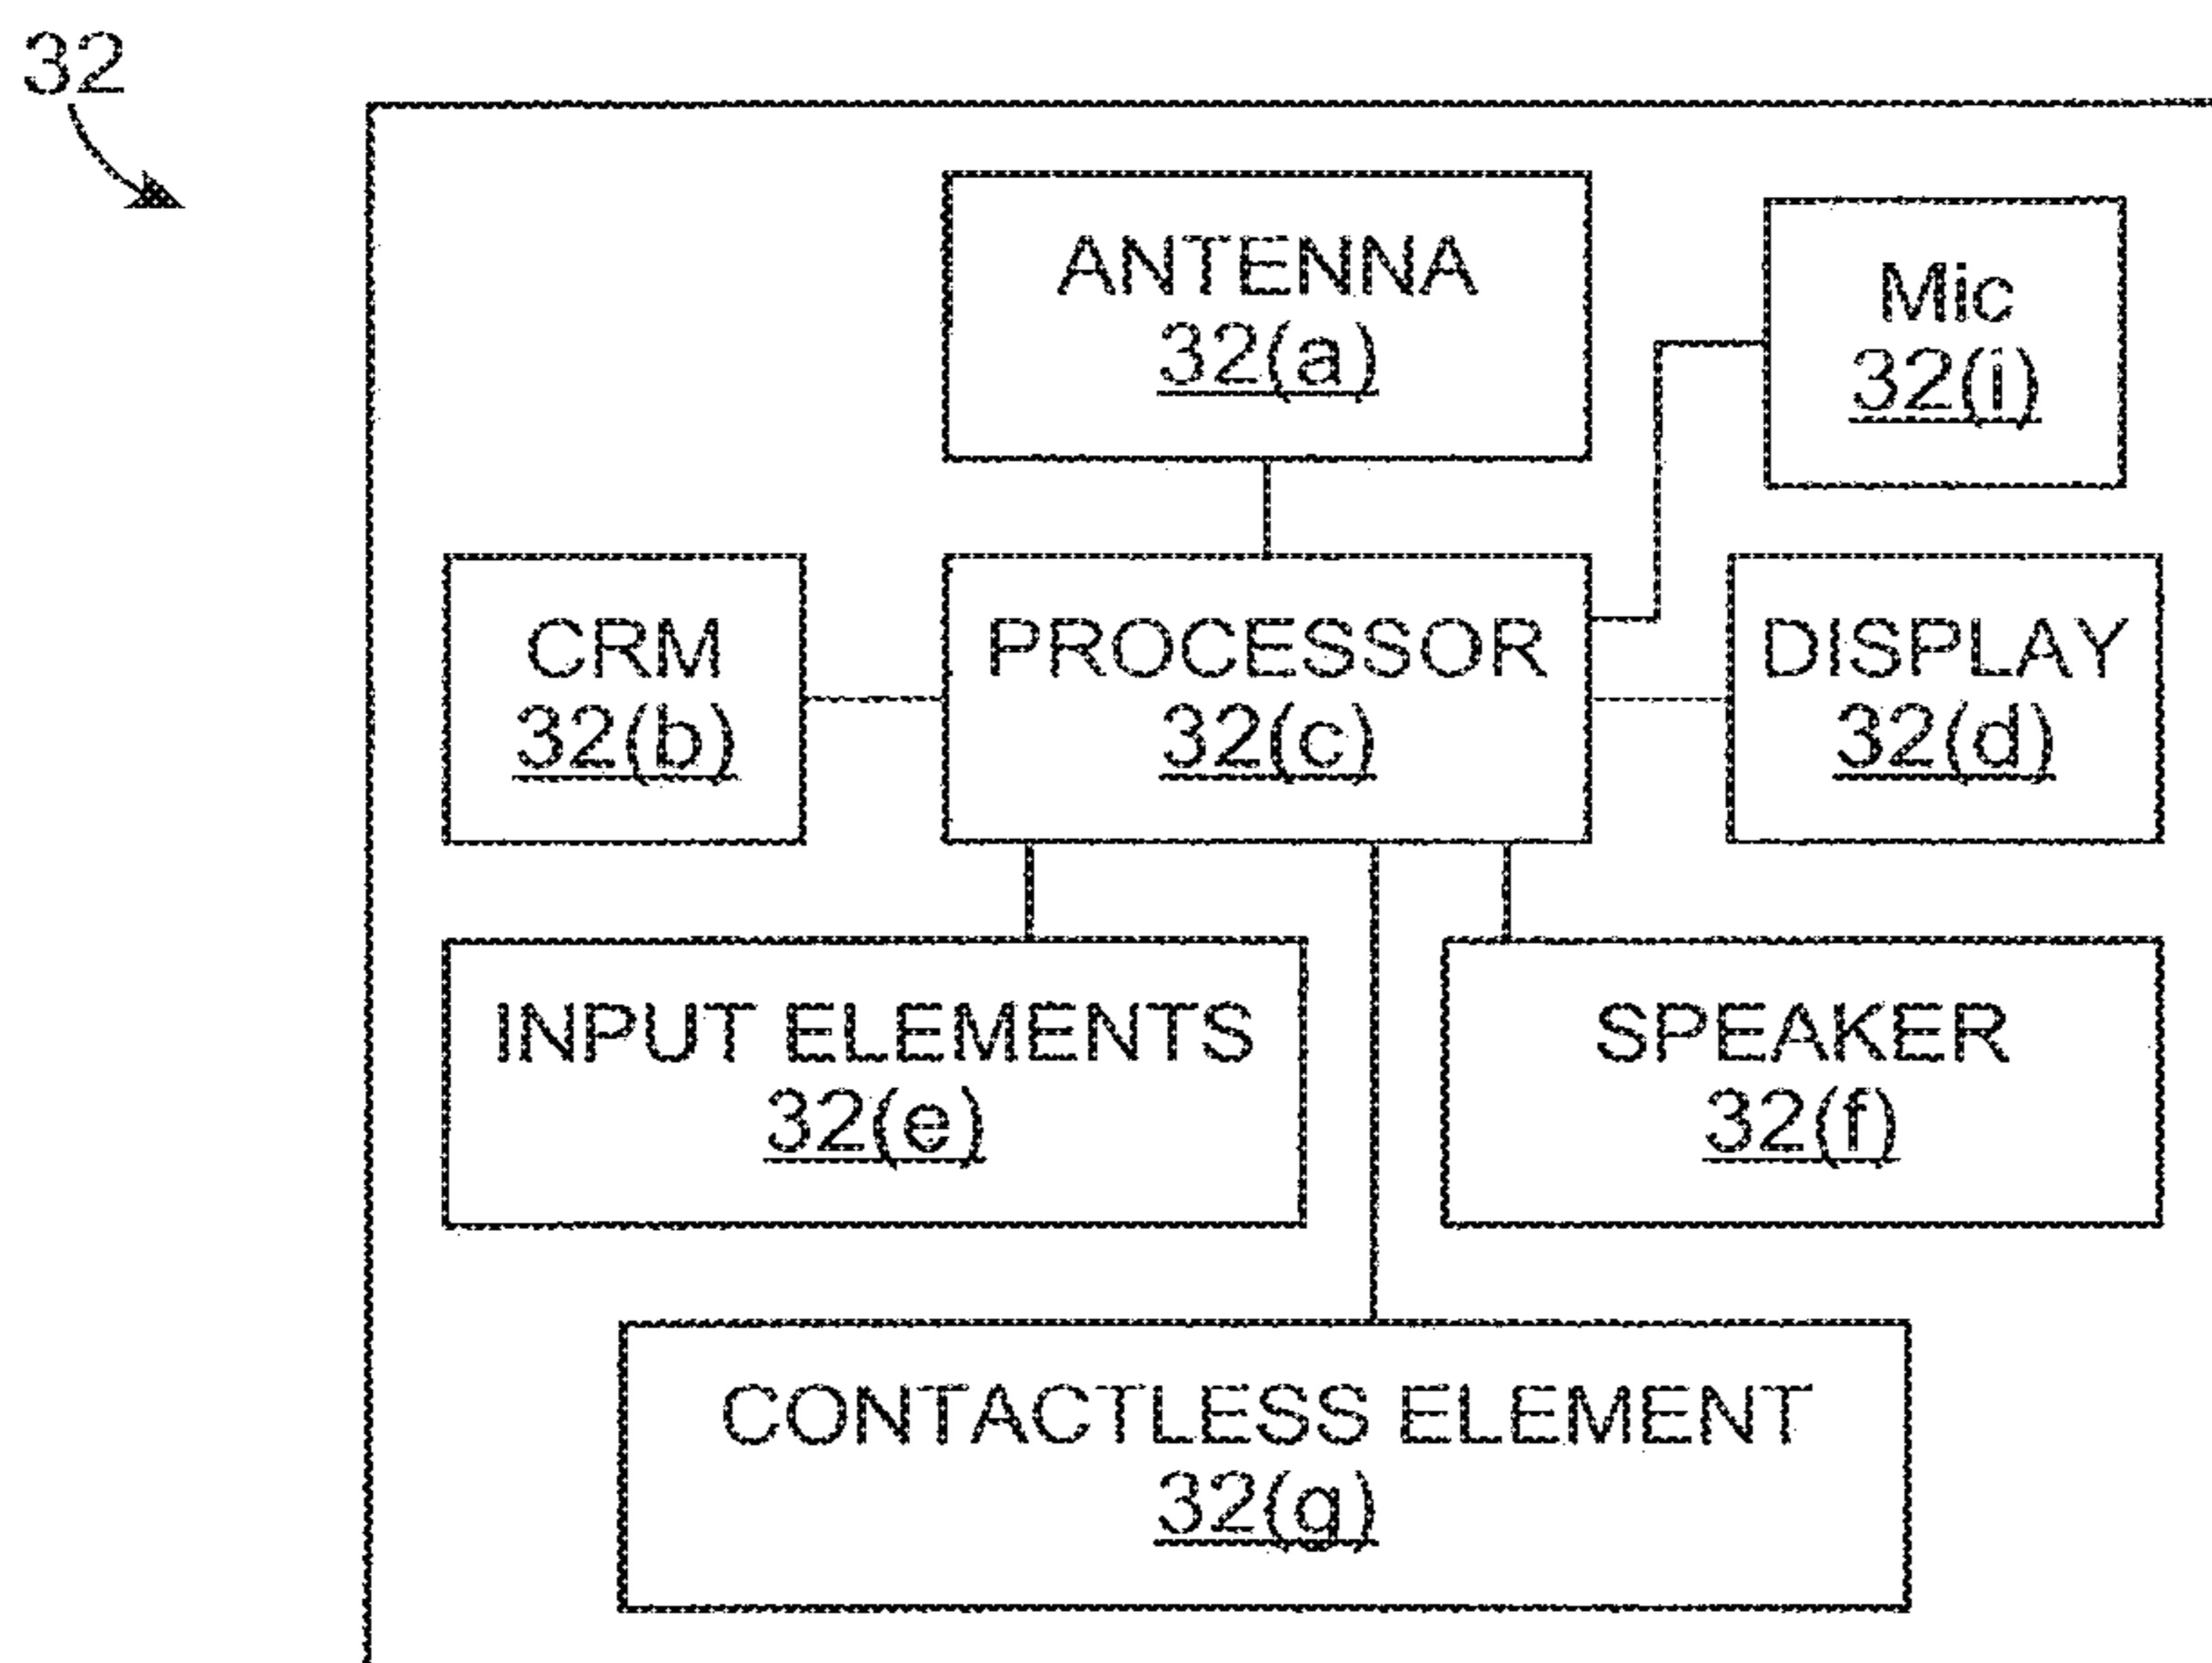 32
ANTENNA
32(a)
Mic
32(i)
CRM
32(b)
PROCESSOR
32(c)
DISPLAY
32(d)
INPUT ELEMENTS
32(e)
SPEAKER
32(f)
CONTACTLESS ELEMENT
32(g)